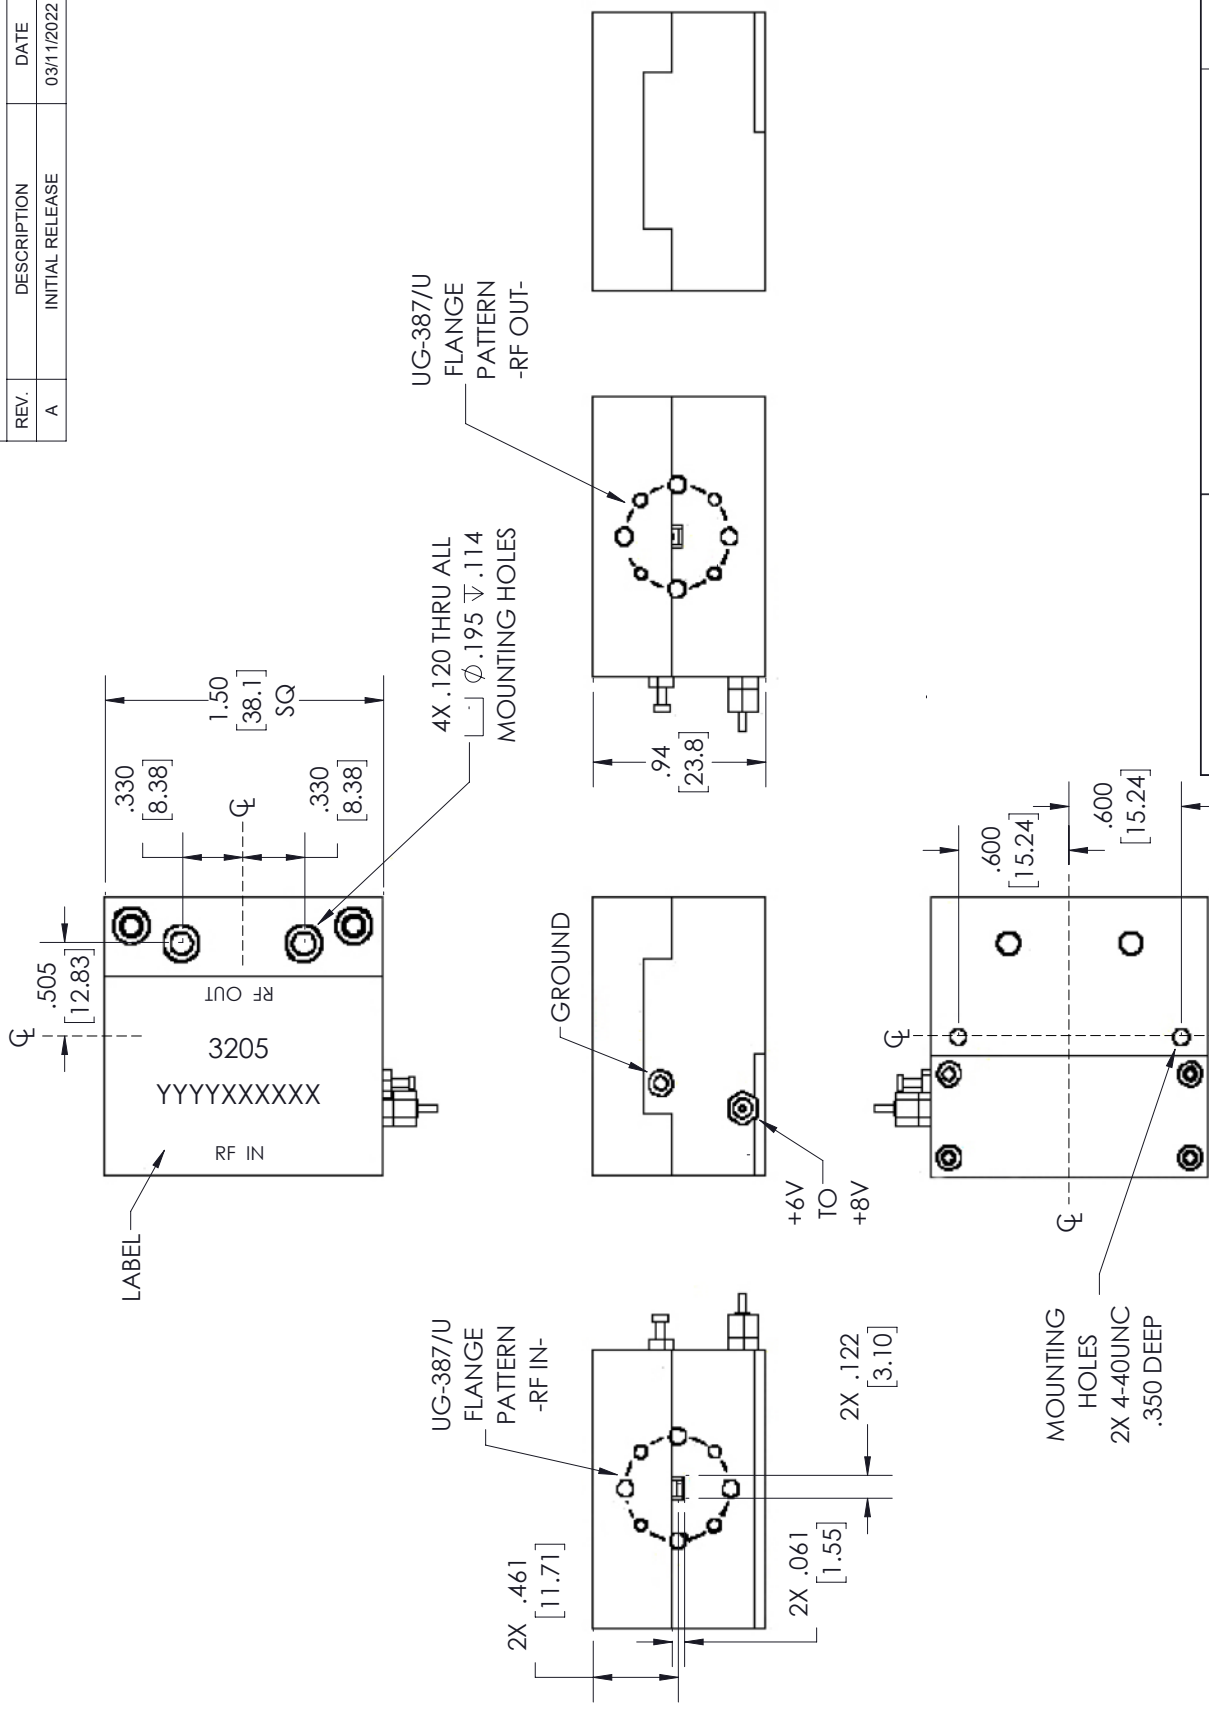 REV.
DESCRIPTION
DATE
A
INITIAL RELEASE
03/11/2022
LABEL
RF IN
YYYYXXXXXX
3205
RF OUT
℄
.505
[12.83]
.330
[8.38]
℄
.330
[8.38]
1.50
[38.1]
SQ
4X .120 THRU ALL
⌴ ∅ .195 ↧ .114
MOUNTING HOLES
UG-387/U
FLANGE
PATTERN
-RF IN-
2X .461
[11.71]
2X .061
[1.55]
2X .122
[3.10]
GROUND
+6V
TO
+8V
UG-387/U
FLANGE
PATTERN
-RF OUT-
.94
[23.8]
MOUNTING
HOLES
2X 4-40UNC
.350 DEEP
℄
℄
.600
[15.24]
.600
[15.24]